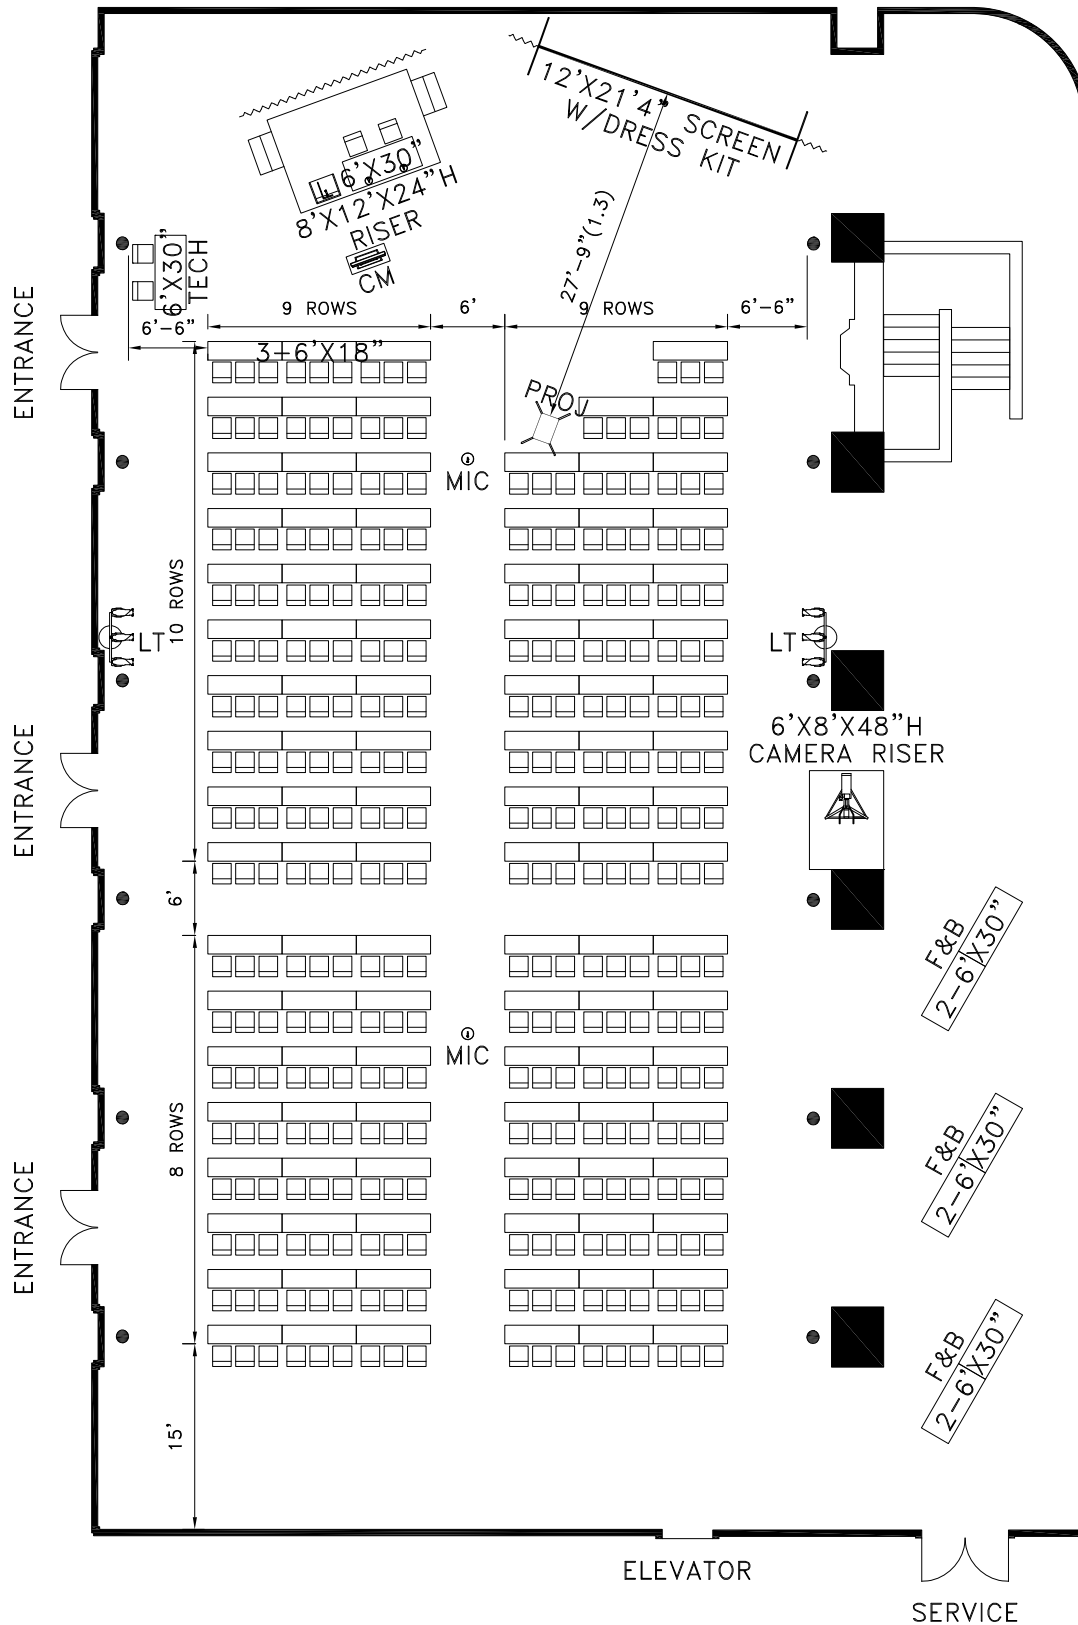 12'X21'4" SCREEN
W/DRESS KIT
6'X30"
8'X12'X24"H
RISER
CM
6'X30"
TECH
27'-9"(1.3)
9 ROWS
6'
9 ROWS
6'-6"
6'-6"
3-6'X18"
ENTRANCE
PROJ
MIC
10 ROWS
LT
LT
6'X8'X48"H
CAMERA RISER
ENTRANCE
6'
F&B
2-6'X30"
MIC
8 ROWS
F&B
2-6'X30"
ENTRANCE
F&B
2-6'X30"
15'
ELEVATOR
SERVICE